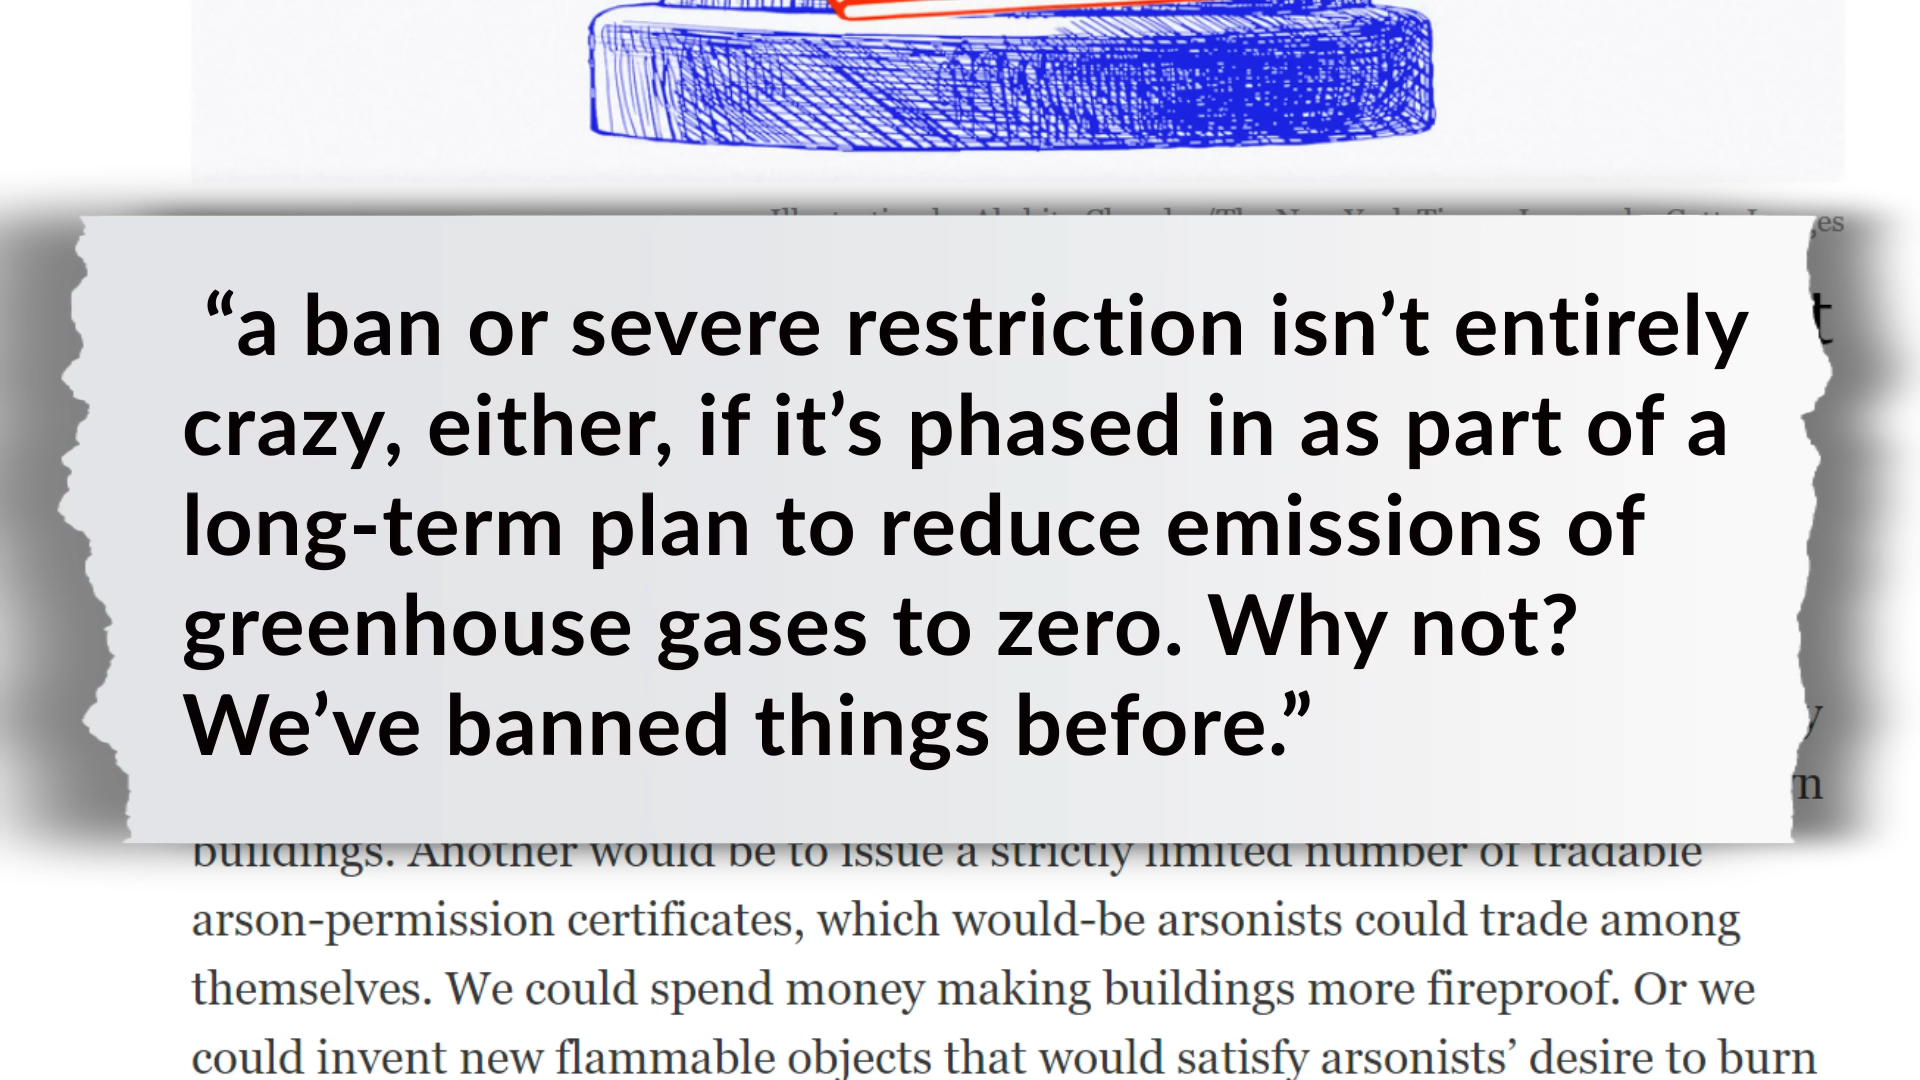 ges
t
“a ban or severe restriction isn’t entirely
crazy, either, if it’s phased in as part of a
long-term plan to reduce emissions of
greenhouse gases to zero. Why not?
We’ve banned things before.”
y
n
buildings. Another would be to issue a strictly limited number of tradable
arson-permission certificates, which would-be arsonists could trade among
themselves. We could spend money making buildings more fireproof. Or we
could invent new flammable objects that would satisfy arsonists’ desire to burn